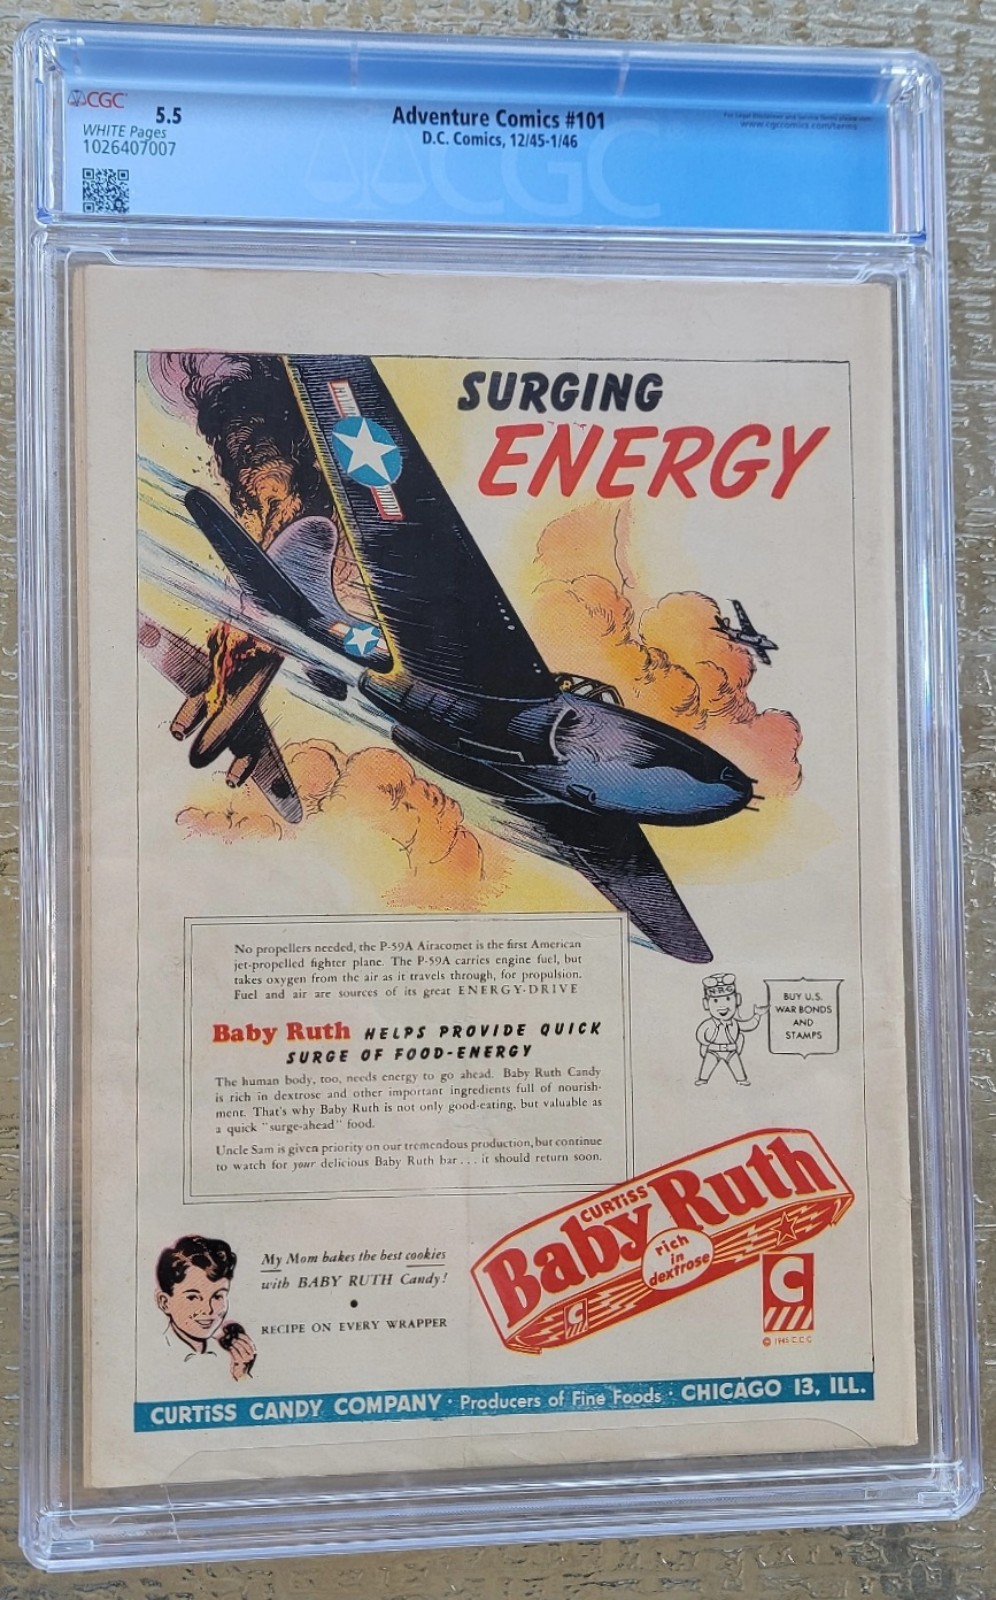 CGC
5.5
WHITE Pages
1026407007
Adventure Comics #101
D.C. Comics, 12/45-1/46
www.cgccomics.com/terms
CGC
SURGING
ENERGY
No propellers needed, the P-59A Airacomet is the first American
jet-propelled fighter plane. The P-59A carries engine fuel, but
takes oxygen from the air as it travels through, for propulsion.
Fuel and air are sources of its great ENERGY-DRIVE
Baby Ruth HELPS PROVIDE QUICK
SURGE OF FOOD-ENERGY
The human body, too, needs energy to go ahead. Baby Ruth Candy
is rich in dextrose and other important ingredients full of nourish-
ment. That's why Baby Ruth is not only good-eating, but valuable as
a quick "surge-ahead" food.
Uncle Sam is given priority on our tremendous production, but continue
to watch for your delicious Baby Ruth bar . . . it should return soon.
N-R-G
BUY U.S.
WAR BONDS
AND
STAMPS
My Mom bakes the best cookies
with BABY RUTH Candy!
•
RECIPE ON EVERY WRAPPER
CURTiSS
Baby Ruth
rich
in
dextrose
C
C
© 1945 C.C.C
CURTiSS CANDY COMPANY · Producers of Fine Foods · CHICAGO 13, ILL.